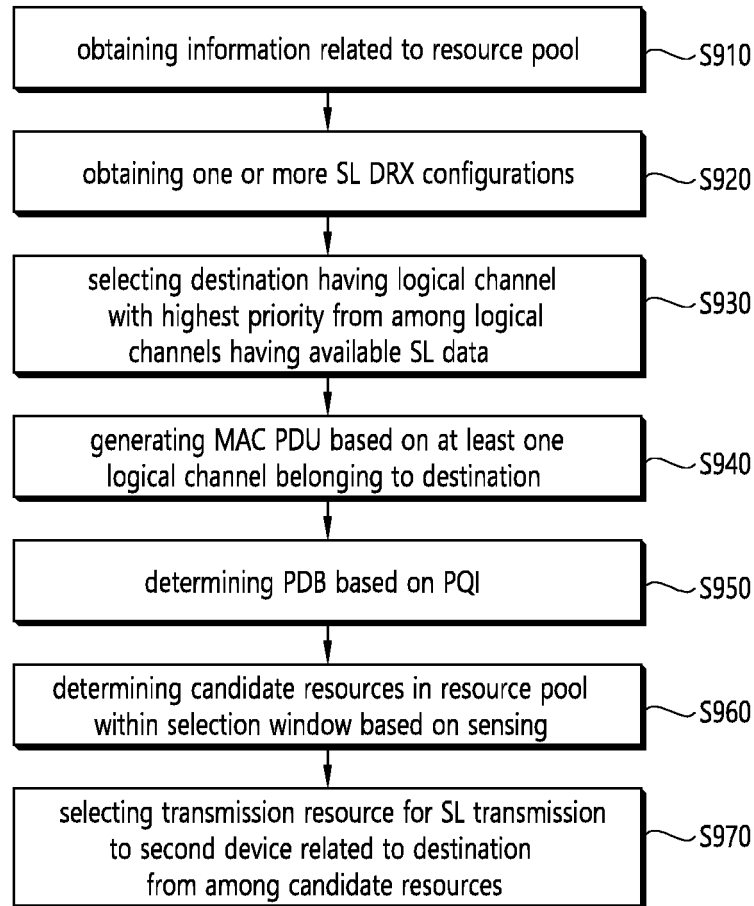 obtaining information related to resource pool
S910
obtaining one or more SL DRX configurations
S920
selecting destination having logical channel
with highest priority from among logical
channels having available SL data
S930
generating MAC PDU based on at least one
logical channel belonging to destination
S940
determining PDB based on PQI
S950
determining candidate resources in resource pool
within selection window based on sensing
S960
selecting transmission resource for SL transmission
to second device related to destination
from among candidate resources
S970